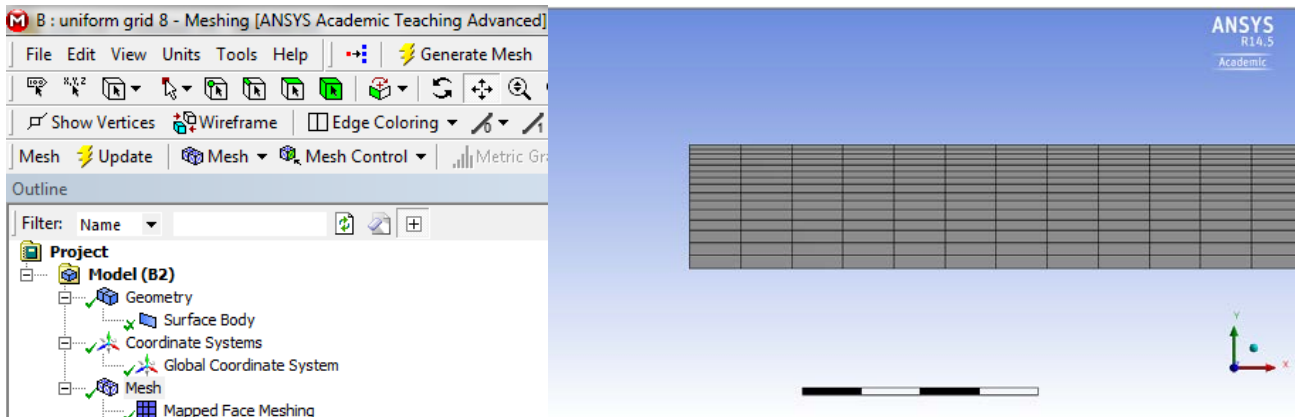 B : uniform grid 8 - Meshing [ANSYS Academic Teaching Advanced]
File Edit View Units Tools Help Generate Mesh
Show Vertices Wireframe Edge Coloring
Mesh Update Mesh Mesh Control Metric
Outline
Filter: Name
Project
Model (B2)
Geometry
Surface Body
Coordinate Systems
Global Coordinate System
Mesh
Mapped Face Meshing
ANSYS
R14.5
Academic
Y
X